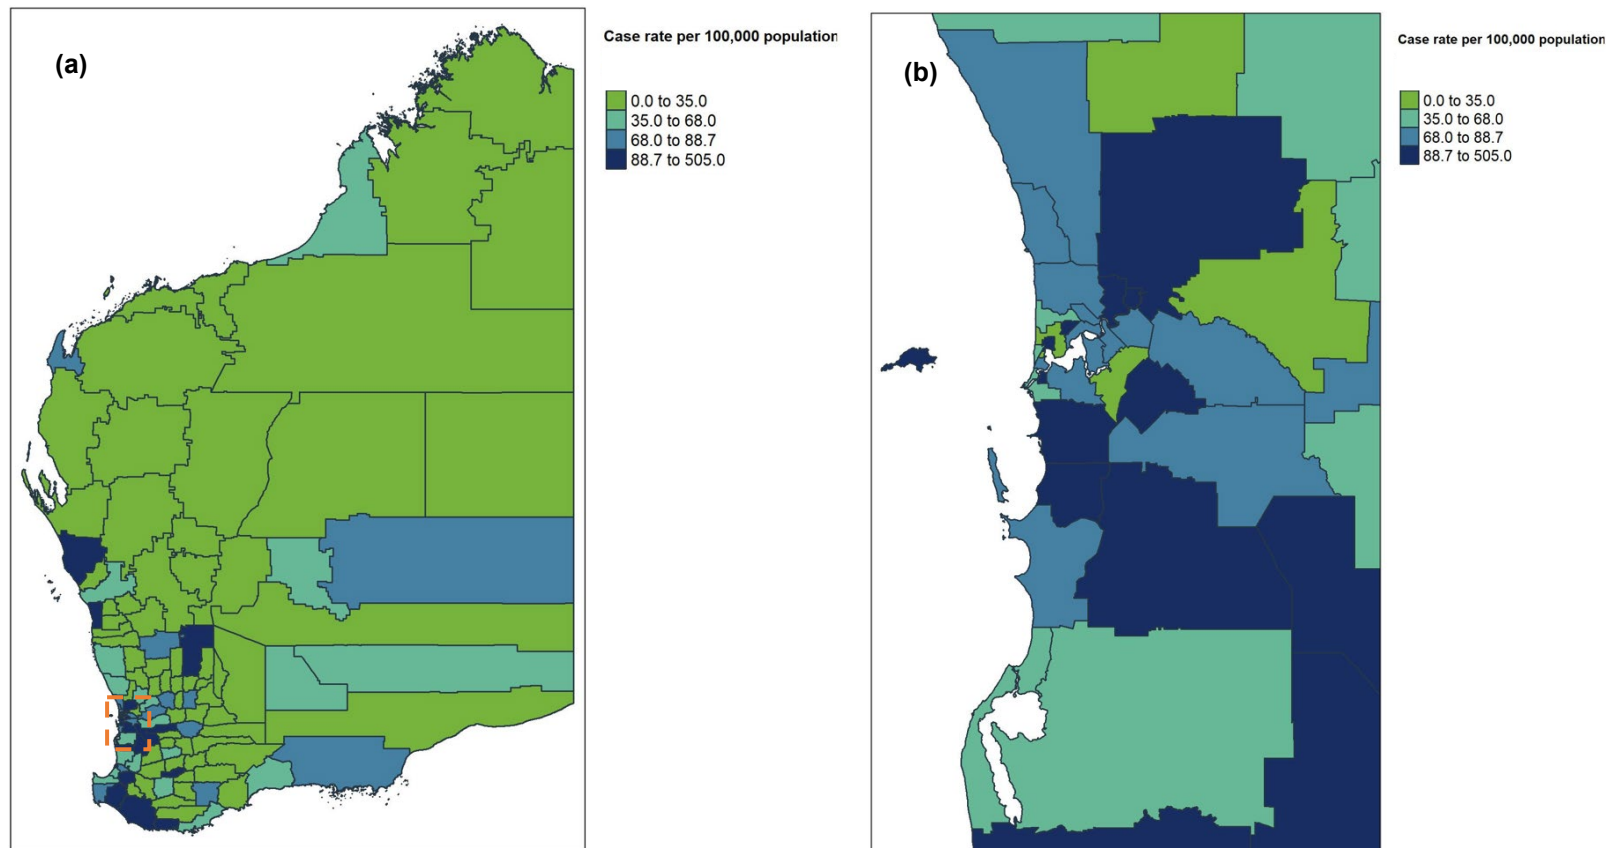 (a)
Case rate per 100,000 population
0.0 to 35.0
35.0 to 68.0
68.0 to 88.7
88.7 to 505.0
(b)
Case rate per 100,000 population
0.0 to 35.0
35.0 to 68.0
68.0 to 88.7
88.7 to 505.0